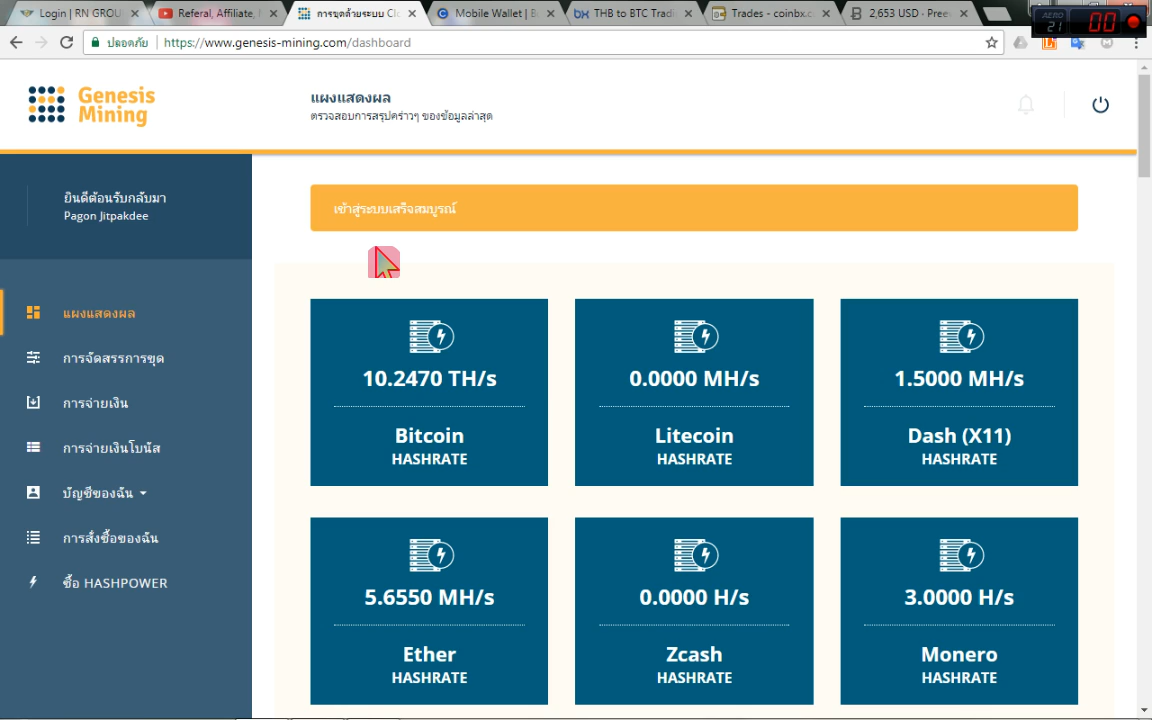 Login | RN GROU
Referal, Affiliate,
การขุดด้วยระบบ Clo
Mobile Wallet | B
THB to BTC Tradi
Trades - coinbx.c
2,653 USD - Pree
AERO
21
00
ปลอดภัย
https://www.genesis-mining.com/dashboard
Genesis
Mining
แผงแสดงผล
ตรวจสอบการสรุปคร่าวๆ ของข้อมูลล่าสุด
ยินดีต้อนรับกลับมา
Pagon Jitpakdee
เข้าสู่ระบบเสร็จสมบูรณ์
แผงแสดงผล
การจัดสรรการขุด
การจ่ายเงิน
การจ่ายเงินโบนัส
บัญชีของฉัน
การสั่งซื้อของฉัน
ซื้อ HASHPOWER
10.2470 TH/s
Bitcoin
HASHRATE
0.0000 MH/s
Litecoin
HASHRATE
1.5000 MH/s
Dash (X11)
HASHRATE
5.6550 MH/s
Ether
HASHRATE
0.0000 H/s
Zcash
HASHRATE
3.0000 H/s
Monero
HASHRATE